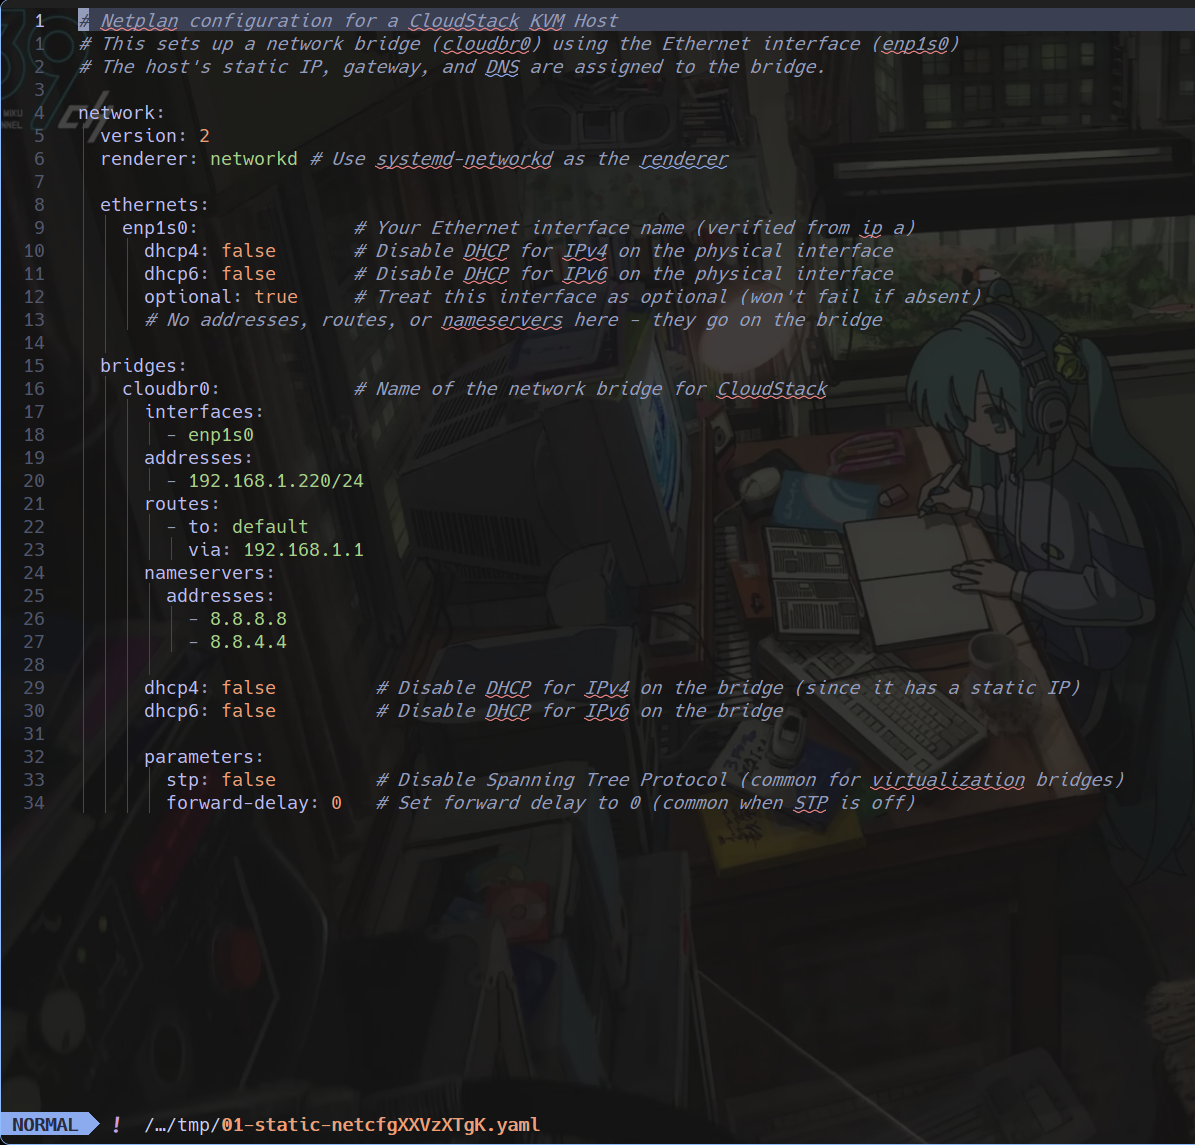 1 # Netplan configuration for a CloudStack KVM Host
1 # This sets up a network bridge (cloudbr0) using the Ethernet interface (enp1s0)
2 # The host's static IP, gateway, and DNS are assigned to the bridge.
3
4 network:
5 version: 2
6 renderer: networkd # Use systemd-networkd as the renderer
7
8 ethernets:
9 enp1s0: # Your Ethernet interface name (verified from ip a)
10 dhcp4: false # Disable DHCP for IPv4 on the physical interface
11 dhcp6: false # Disable DHCP for IPv6 on the physical interface
12 optional: true # Treat this interface as optional (won't fail if absent)
13 # No addresses, routes, or nameservers here - they go on the bridge
14
15 bridges:
16 cloudbr0: # Name of the network bridge for CloudStack
17 interfaces:
18 - enp1s0
19 addresses:
20 - 192.168.1.220/24
21 routes:
22 - to: default
23 via: 192.168.1.1
24 nameservers:
25 addresses:
26 - 8.8.8.8
27 - 8.8.4.4
28
29 dhcp4: false # Disable DHCP for IPv4 on the bridge (since it has a static IP)
30 dhcp6: false # Disable DHCP for IPv6 on the bridge
31
32 parameters:
33 stp: false # Disable Spanning Tree Protocol (common for virtualization bridges)
34 forward-delay: 0 # Set forward delay to 0 (common when STP is off)
39
ch
MIKU
NORMAL ! /…/tmp/01-static-netcfgXXVzXTgK.yaml